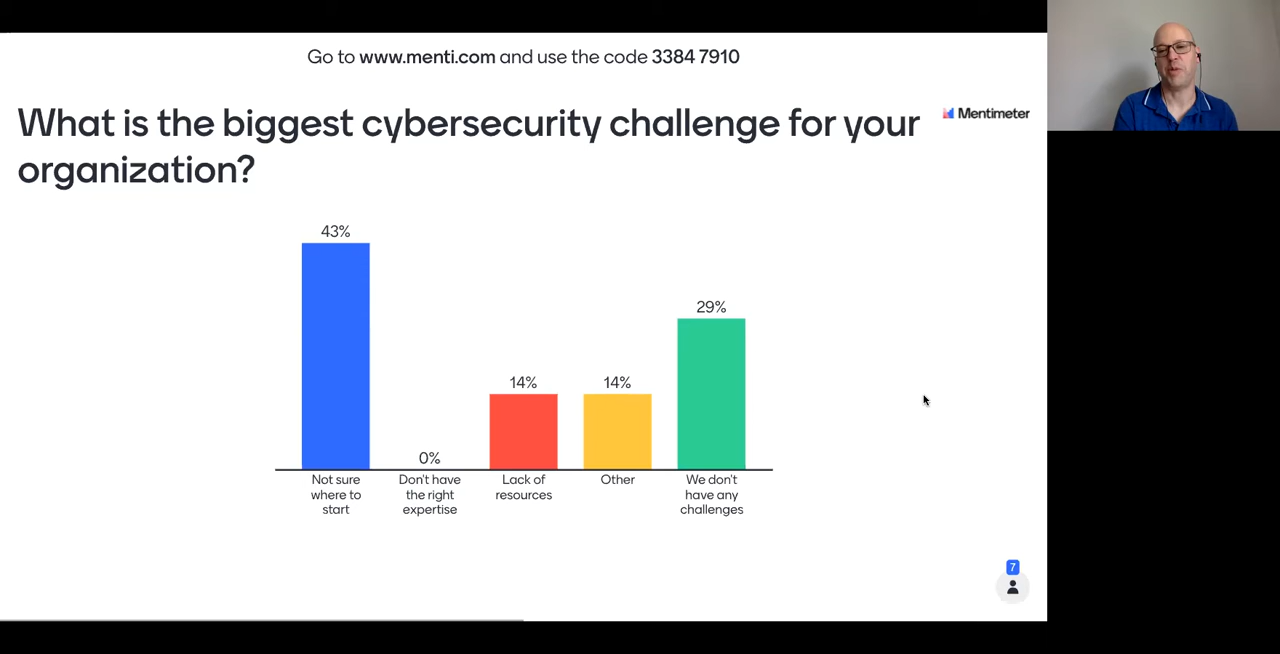 Go to www.menti.com and use the code 3384 7910
What is the biggest cybersecurity challenge for your
organization?
Mentimeter
43%
0%
14%
14%
29%
Not sure
where to
start
Don't have
the right
expertise
Lack of
resources
Other
We don't
have any
challenges
7